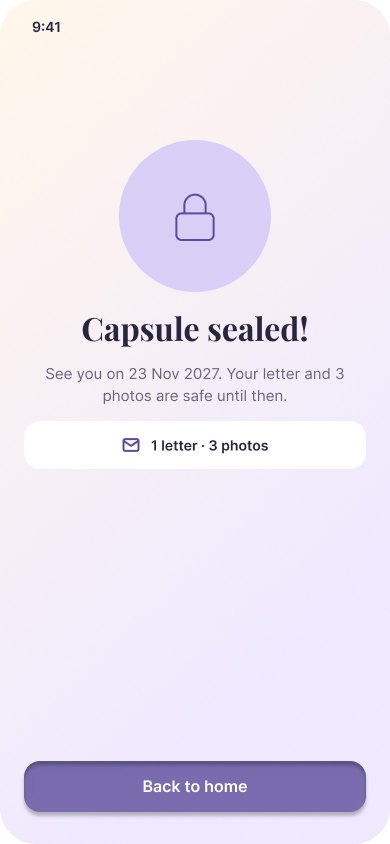 9:41
Capsule sealed!
See you on 23 Nov 2027. Your letter and 3
photos are safe until then.
1 letter · 3 photos
Back to home